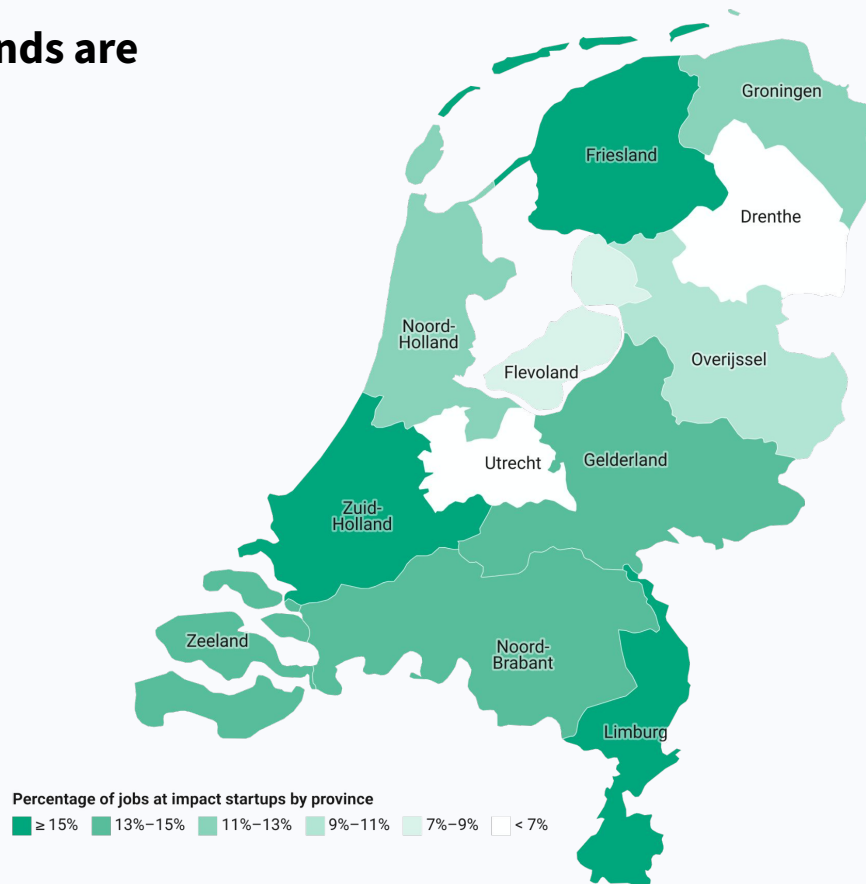 nds are
Groningen
Friesland
Drenthe
Noord-
Holland
Overijssel
Flevoland
Utrecht
Gelderland
Zuid-
Holland
Zeeland
Noord-
Brabant
Limburg
Percentage of jobs at impact startups by province
≥ 15% 13%–15% 11%–13% 9%–11% 7%–9% < 7%